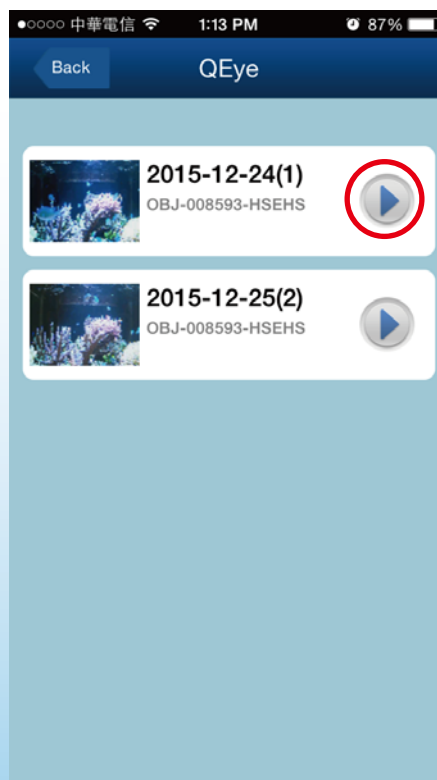 ●○○○○ 中華電信 1:13 PM 87%
Back QEye
2015-12-24(1)
OBJ-008593-HSEHS
2015-12-25(2)
OBJ-008593-HSEHS